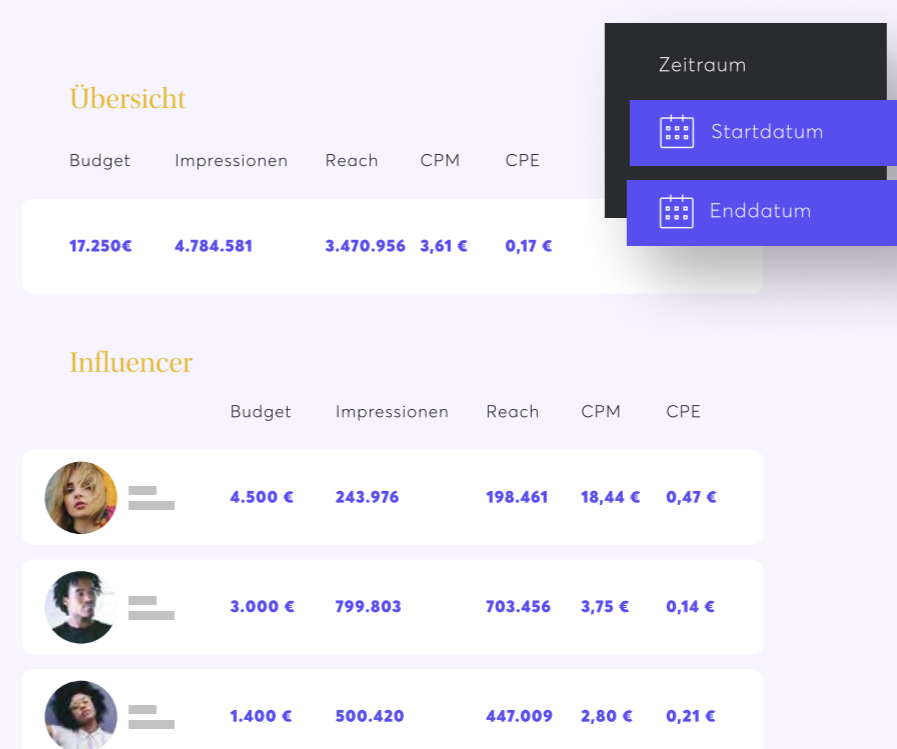 Zeitraum
Startdatum
Enddatum
Übersicht
Budget Impressionen Reach CPM CPE
17.250€ 4.784.581 3.470.956 3,61 € 0,17 €
Influencer
Budget Impressionen Reach CPM CPE
4.500 € 243.976 198.461 18,44 € 0,47 €
3.000 € 799.803 703.456 3,75 € 0,14 €
1.400 € 500.420 447.009 2,80 € 0,21 €